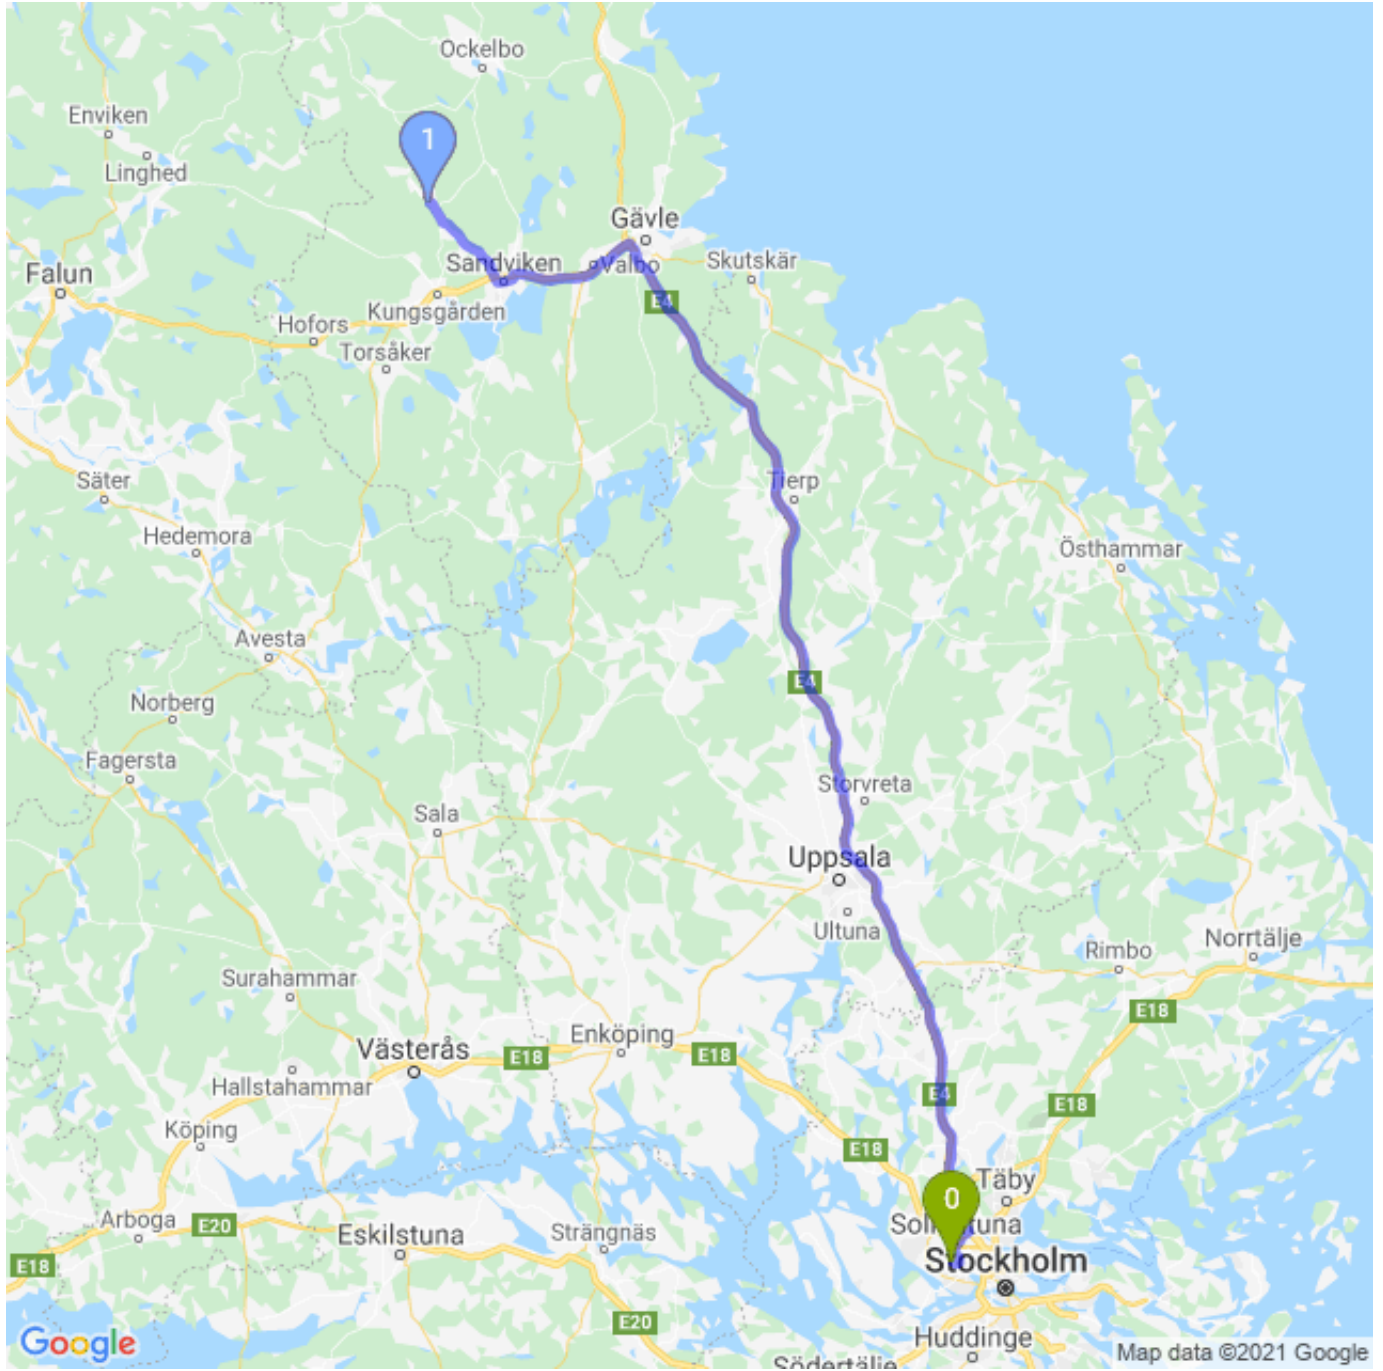 Ockelbo
Enviken
1
Linghed
Gävle
Skutskär
Sandviken
Valbo
Falun
Kungsgården
E4
Hofors
Torsåker
Säter
Tierp
Hedemora
Östhammar
Avesta
E4
Norberg
Fagersta
Storvreta
Sala
Uppsala
Ultuna
Norrtälje
Rimbo
Surahammar
E18
Enköping
Västerås
E18
E18
Hallstahammar
E4
E18
Köping
E18
Täby
0
Arboga
E20
Strängnäs
Sollentuna
Eskilstuna
Stockholm
E18
E20
Huddinge
Google
Map data ©2021 Google
Södertälje